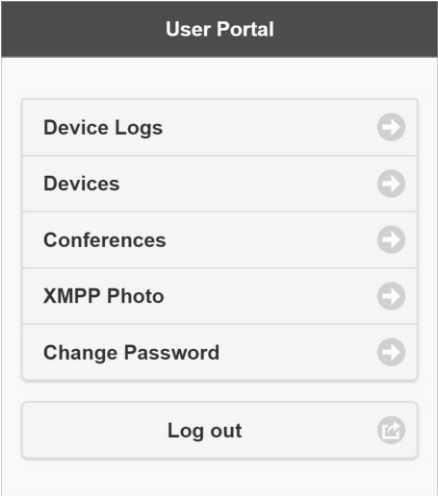 User Portal
Device Logs
Devices
Conferences
XMPP Photo
Change Password
Log out